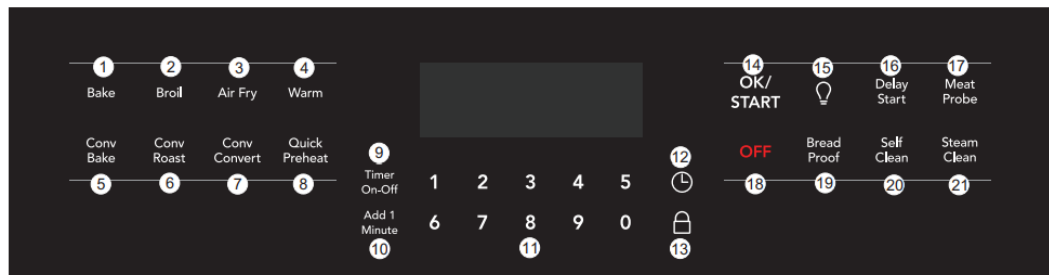 1 2 3 4
Bake Broil Air Fry Warm
Conv Bake Conv Roast Conv Convert Quick Preheat
5 6 7 8
9
Timer
On-Off
Add 1
Minute
10
1 2 3 4 5
6 7 8 9 0
11
12
13
14 15 16 17
OK/
START
Delay
Start
Meat
Probe
OFF
Bread
Proof
Self
Clean
Steam
Clean
18 19 20 21